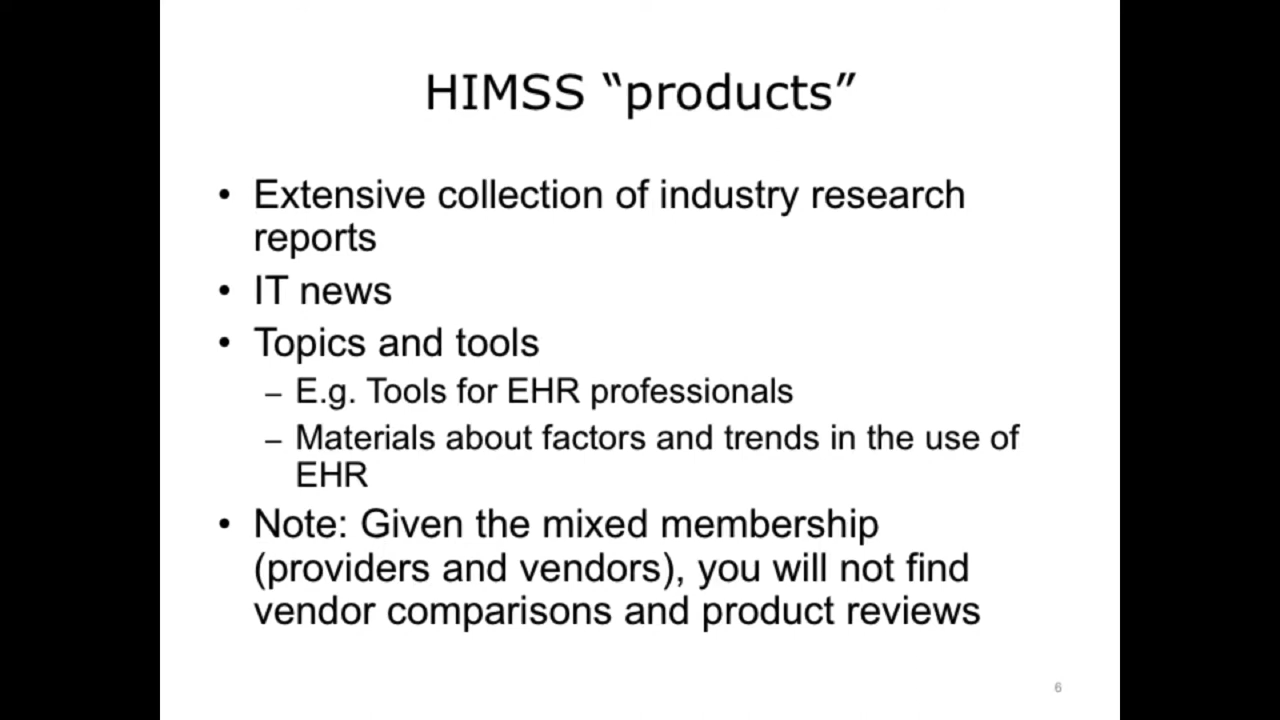 HIMSS “products”
• Extensive collection of industry research
reports
• IT news
• Topics and tools
– E.g. Tools for EHR professionals
– Materials about factors and trends in the use of
EHR
• Note: Given the mixed membership
(providers and vendors), you will not find
vendor comparisons and product reviews
6